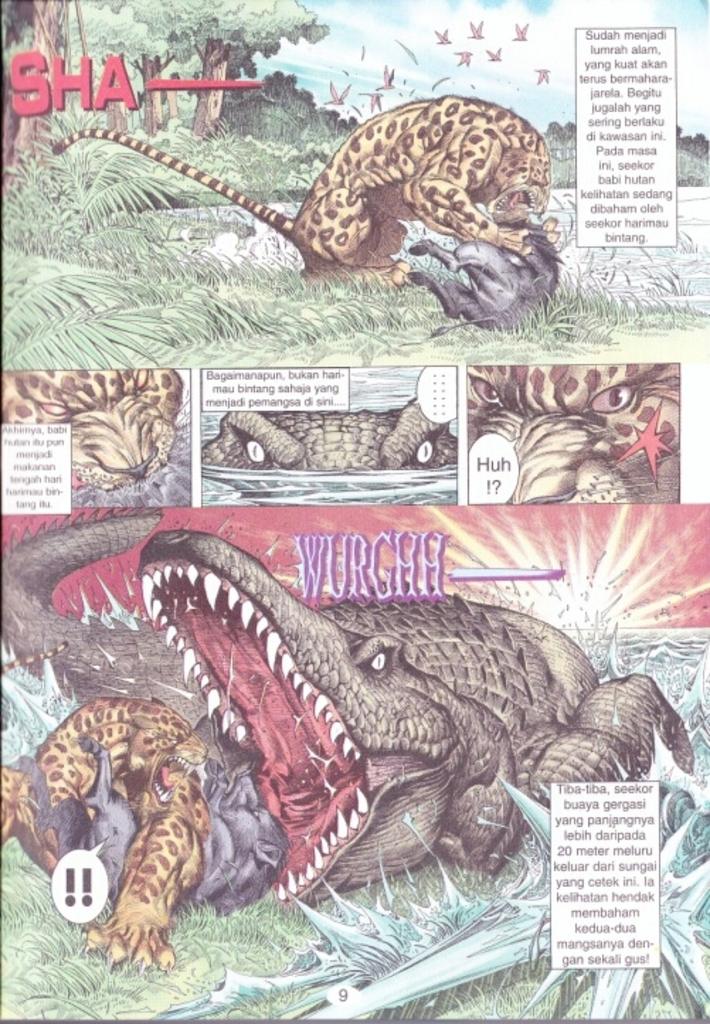 SHA
Sudah menjadi
lumrah alam,
yang kuat akan
terus bermahara-
jarela. Begitu
jugalah yang
sering berlaku
di kawasan ini.
Pada masa
ini, seekor
babi hutan
kelihatan sedang
dibaham oleh
seekor harimau
bintang.
Akhirnya, babi
hutan itu pun
menjadi
makanan
tengah hari
harimau bin-
tang itu.
Bagaimanapun, bukan hari-
mau bintang sahaja yang
menjadi pemangsa di sini....
......
Huh
!?
WURGHH
!!
Tiba-tiba, seekor
buaya gergasi
yang panjangnya
lebih daripada
20 meter meluru
keluar dari sungai
yang cetek ini. Ia
kelihatan hendak
membaham
kedua-dua
mangsanya den-
gan sekali gus!
9